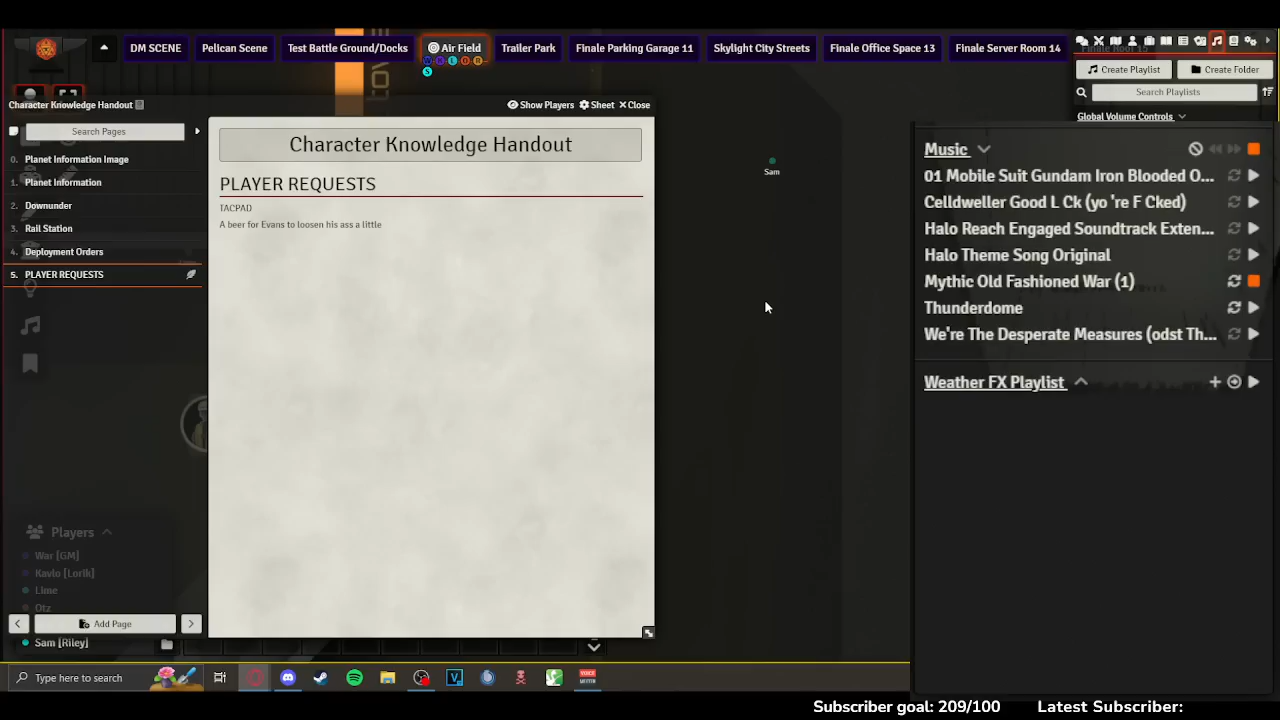 DM SCENE
Pelican Scene
Test Battle Ground/Docks
Air Field
Trailer Park
Finale Parking Garage 11
Skylight City Streets
Finale Office Space 13
Finale Server Room 14
Finale Roof 15
Create Playlist
Create Folder
Search Playlists
Global Volume Controls
Character Knowledge Handout
Show Players
Sheet
Close
Search Pages
0. Planet Information Image
1. Planet Information
2. Downunder
3. Rail Station
4. Deployment Orders
5. PLAYER REQUESTS
Character Knowledge Handout
PLAYER REQUESTS
TACPAD
A beer for Evans to loosen his ass a little
Sam
Music
01 Mobile Suit Gundam Iron Blooded O...
Celldweller Good L Ck (yo 're F Cked)
Halo Reach Engaged Soundtrack Exten...
Halo Theme Song Original
Mythic Old Fashioned War (1)
Thunderdome
We're The Desperate Measures (odst Th...
Weather FX Playlist
Players
War [GM]
Kavlo [Lorik]
Lime
Otz
Add Page
Sam [Riley]
Type here to search
Subscriber goal: 209/100
Latest Subscriber: